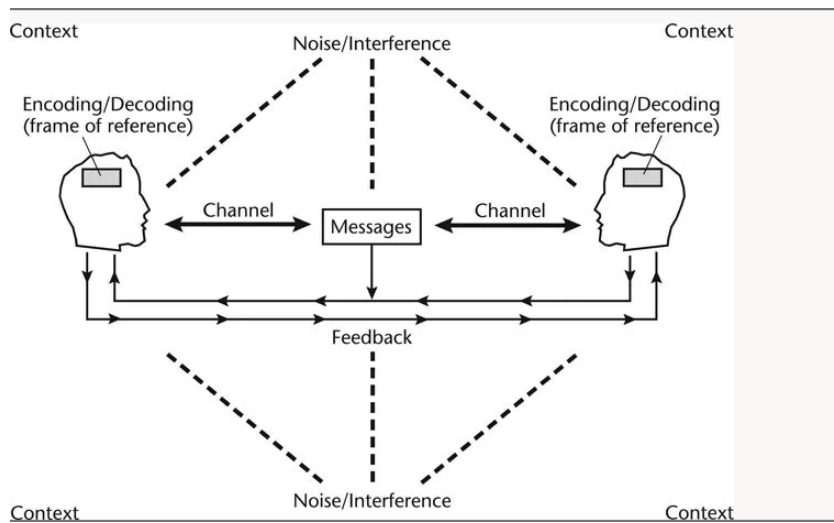 Context
Noise/Interference
Context
Encoding/Decoding
(frame of reference)
Encoding/Decoding
(frame of reference)
Channel
Messages
Channel
Feedback
Noise/Interference
Context
Context